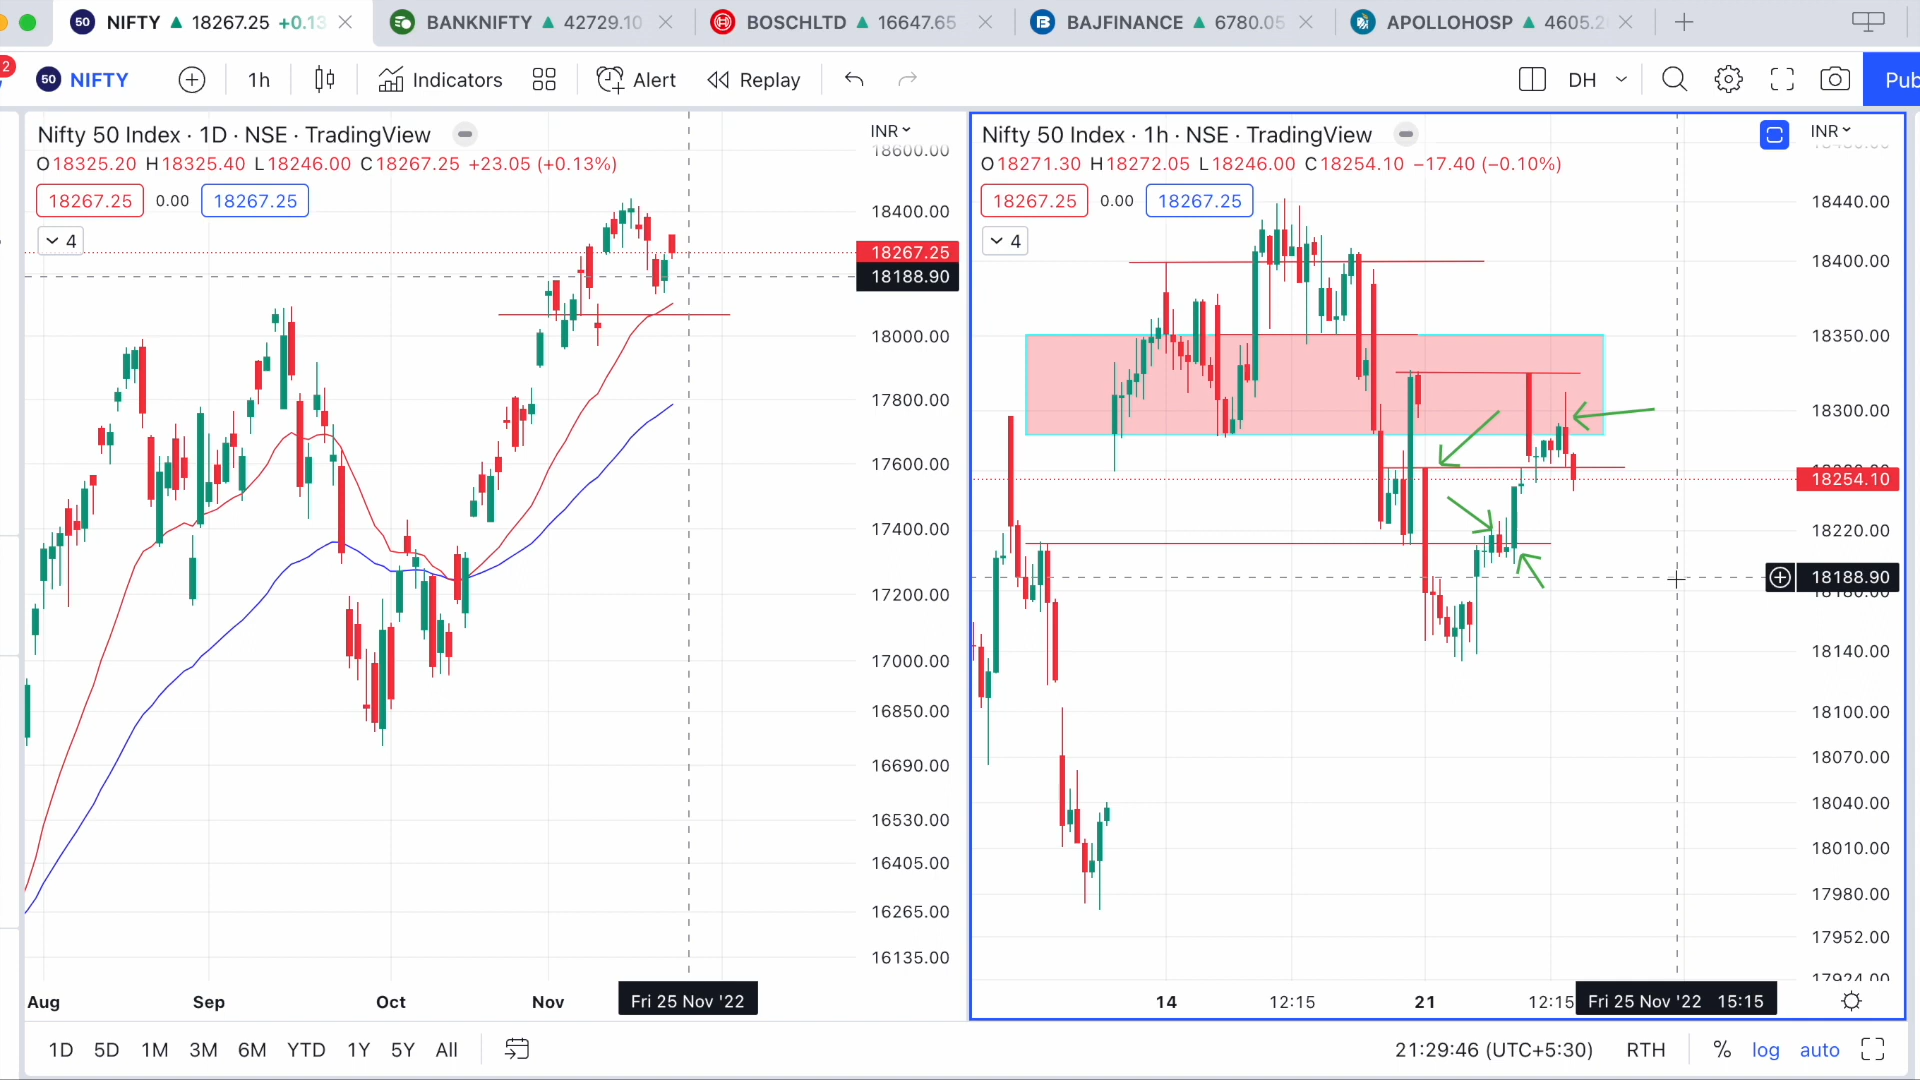 50 NIFTY 18267.25 +0.13
BANKNIFTY 42729.10
BOSCHLTD 16647.65
BAJFINANCE 6780.05
APOLLOHOSP 4605.2
2
50 NIFTY 1h Indicators Alert Replay DH Pub
Nifty 50 Index · 1D · NSE · TradingView
INR
O18325.20 H18325.40 L18246.00 C18267.25 +23.05 (+0.13%)
18267.25 0.00 18267.25
4
18600.00
18400.00
18267.25
18188.90
18000.00
17800.00
17600.00
17400.00
17200.00
17000.00
16850.00
16690.00
16530.00
16405.00
16265.00
16135.00
Aug Sep Oct Nov Fri 25 Nov '22
Nifty 50 Index · 1h · NSE · TradingView
INR
O18271.30 H18272.05 L18246.00 C18254.10 −17.40 (−0.10%)
18267.25 0.00 18267.25
4
18440.00
18400.00
18350.00
18300.00
18254.10
18220.00
18188.90
18180.00
18140.00
18100.00
18070.00
18040.00
18010.00
17980.00
17952.00
17924.00
14 12:15 21 12:15 Fri 25 Nov '22 15:15
1D 5D 1M 3M 6M YTD 1Y 5Y All
21:29:46 (UTC+5:30) RTH % log auto